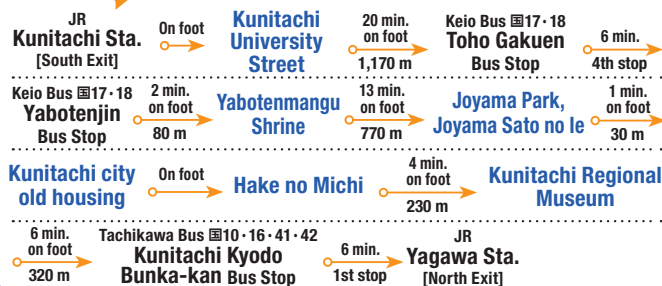 JR
Kunitachi Sta.
[South Exit]
On foot
Kunitachi
University
Street
20 min.
on foot
1,170 m
Keio Bus 国17・18
Toho Gakuen
Bus Stop
6 min.
4th stop
Keio Bus 国17・18
Yabotenjin
Bus Stop
2 min.
on foot
80 m
Yabotenmangu
Shrine
13 min.
on foot
770 m
Joyama Park,
Joyama Sato no Ie
1 min.
on foot
30 m
Kunitachi city
old housing
On foot
Hake no Michi
4 min.
on foot
230 m
Kunitachi Regional
Museum
6 min.
on foot
320 m
Tachikawa Bus 国10・16・41・42
Kunitachi Kyodo
Bunka-kan Bus Stop
6 min.
1st stop
JR
Yagawa Sta.
[North Exit]